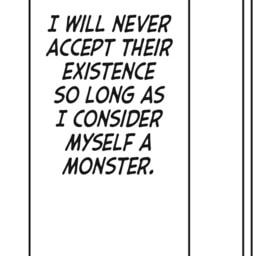 I WILL NEVER
ACCEPT THEIR
EXISTENCE
SO LONG AS
I CONSIDER
MYSELF A
MONSTER.